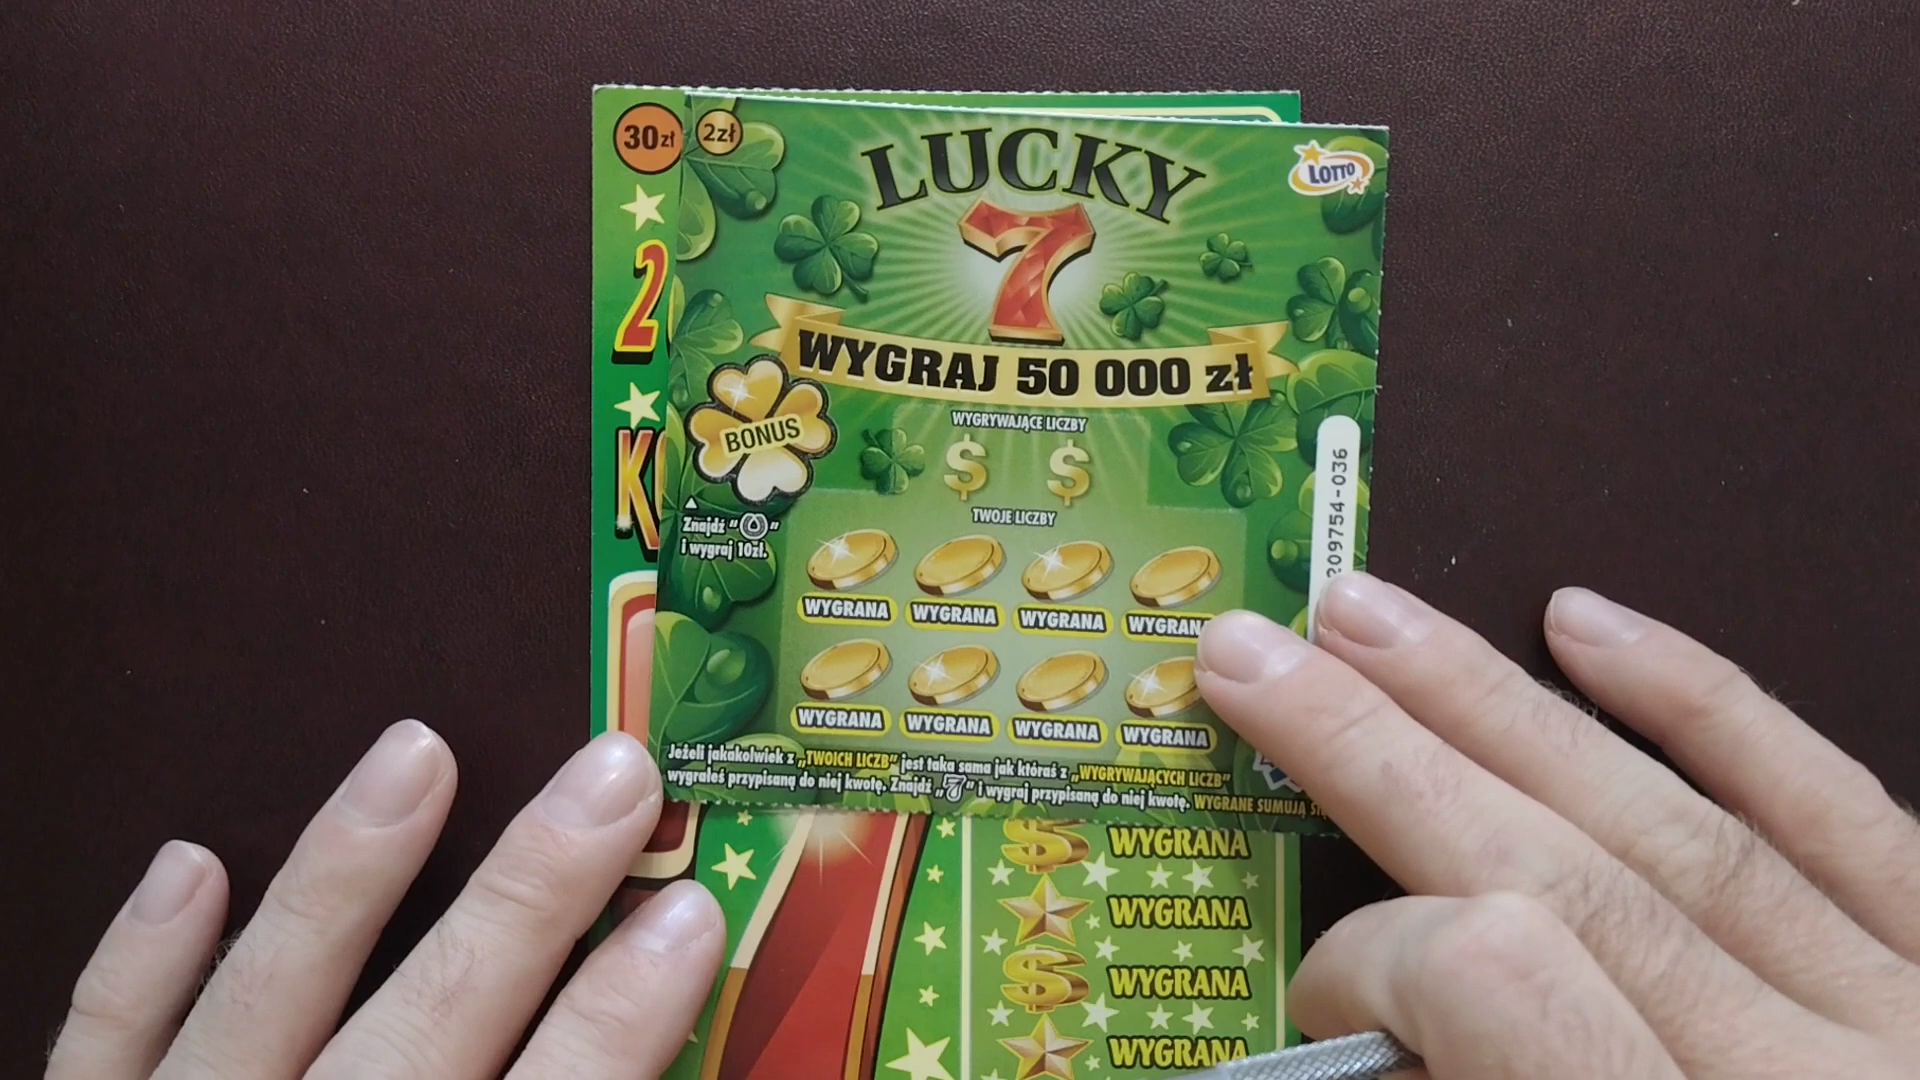 30zł
2zł
LUCKY
7
LOTTO
2
WYGRAJ 50 000 zł
BONUS
WYGRYWAJĄCE LICZBY
$ $
TWOJE LICZBY
Znajdź " "
i wygraj 10zł.
209754-036
WYGRANA WYGRANA WYGRANA WYGRANA
WYGRANA WYGRANA WYGRANA WYGRANA
Jeżeli jakakolwiek z „TWOICH LICZB" jest taka sama jak któraś z „WYGRYWAJĄCYCH LICZB"
wygrałeś przypisaną do niej kwotę. Znajdź „7" i wygraj przypisaną do niej kwotę. WYGRANE SUMUJĄ
$ WYGRANA
WYGRANA
$ WYGRANA
WYGRANA